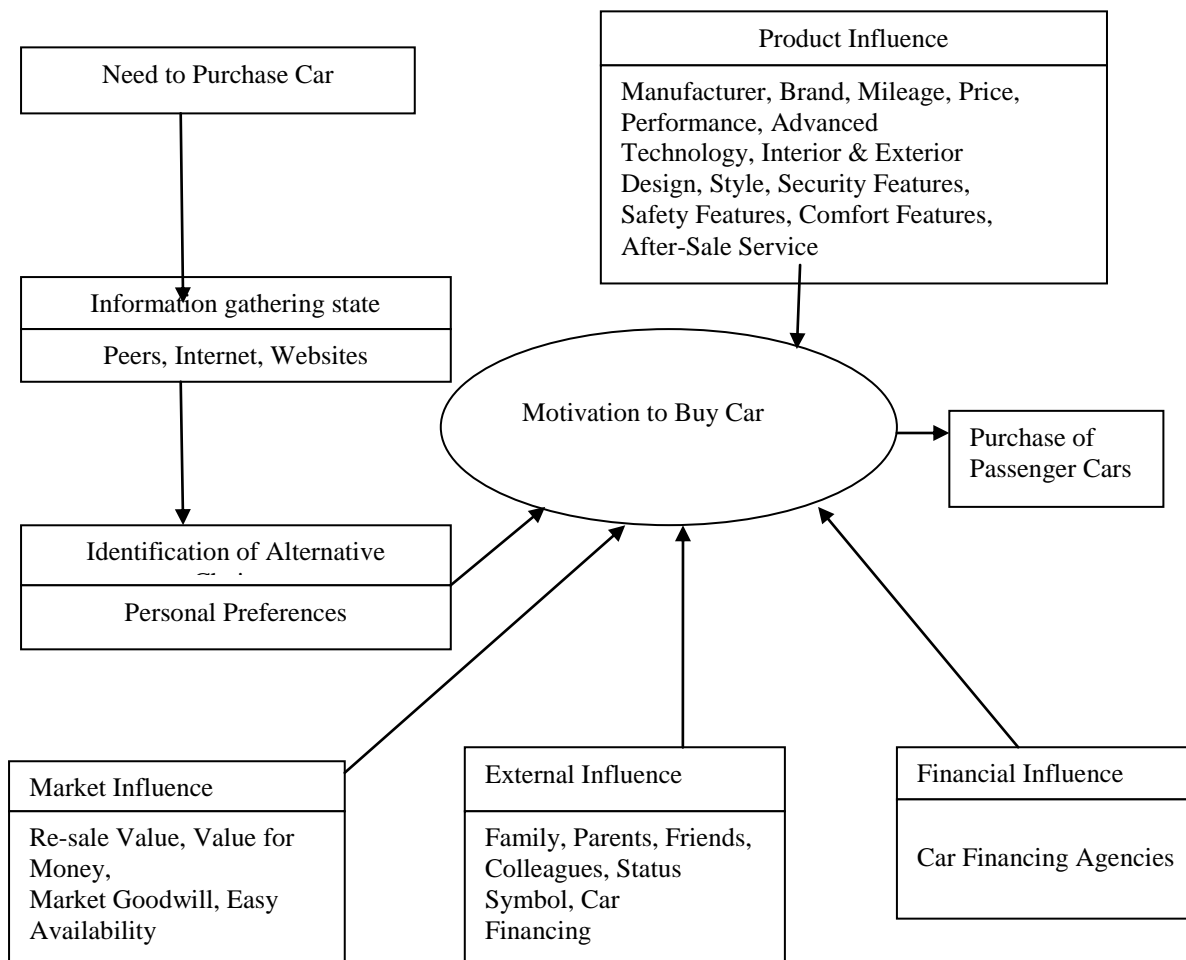 Need to Purchase Car
Product Influence
Manufacturer, Brand, Mileage, Price,
Performance, Advanced
Technology, Interior & Exterior
Design, Style, Security Features,
Safety Features, Comfort Features,
After-Sale Service
Information gathering state
Peers, Internet, Websites
Motivation to Buy Car
Purchase of
Passenger Cars
Identification of Alternative
Personal Preferences
Market Influence
Re-sale Value, Value for
Money,
Market Goodwill, Easy
Availability
External Influence
Family, Parents, Friends,
Colleagues, Status
Symbol, Car
Financing
Financial Influence
Car Financing Agencies